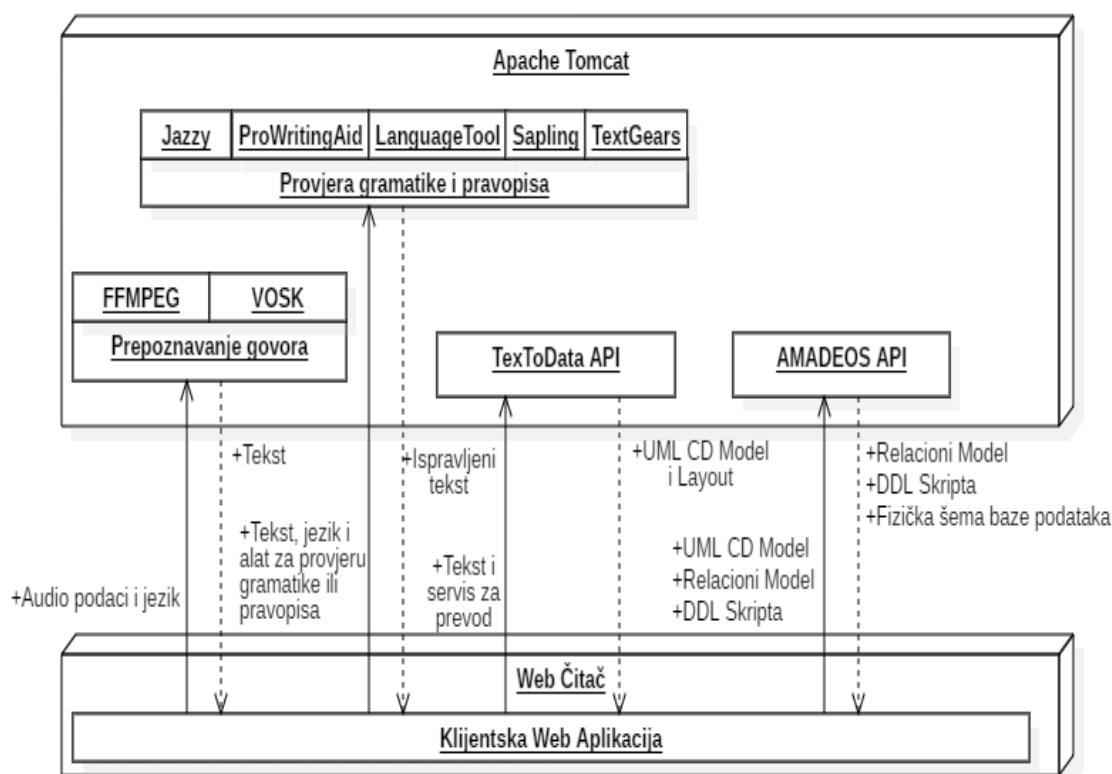 Apache Tomcat
Jazzy
ProWritingAid
LanguageTool
Sapling
TextGears
Provjera gramatike i pravopisa
FFMPEG
VOSK
Prepoznavanje govora
TexToData API
AMADEOS API
+Tekst
+Ispravljeni
tekst
+UML CD Model
i Layout
+Relacioni Model
+DDL Skripta
+Fizička šema baze podataka
+Audio podaci i jezik
+Tekst, jezik i
alat za provjeru
gramatike ili
pravopisa
+Tekst i
servis za
prevod
+UML CD Model
+Relacioni Model
+DDL Skripta
Web Čitač
Klijentska Web Aplikacija